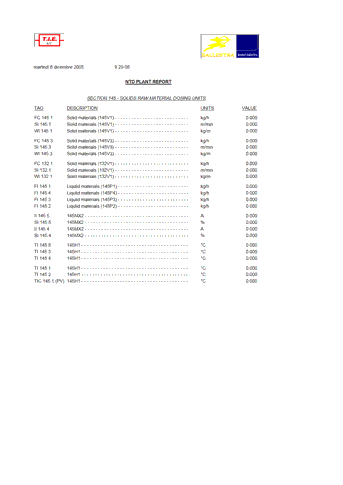 T.I.E.
BALLESTRA
martedì 6 dicembre 2005 9.29.08
NTD PLANT REPORT
SECTION 145 - SOLIDS RAW MATERIAL DOSING UNITS
TAG DESCRIPTION UNITS VALUE
FC 145.1 Solid materials (145V1) kg/h 0.000
SI 145.1 Solid materials (145V1) m/min 0.000
WI 145.1 Solid materials (145V1) kg/m 0.000
FC 145.3 Solid materials (145V3) kg/h 0.000
SI 145.3 Solid materials (145V3) m/min 0.000
WI 145.3 Solid materials (145V3) kg/m 0.000
FC 132.1 Solid materials (132V1) kg/h 0.000
SI 132.1 Solid materials (132V1) m/min 0.000
WI 132.1 Solid materials (132V1) kg/m 0.000
FI 145.1 Liquid materials (145P1) kg/h 0.000
FI 145.4 Liquid materials (145P4) kg/h 0.000
FI 145.3 Liquid materials (145P3) kg/h 0.000
FI 145.2 Liquid materials (145P2) kg/h 0.000
II 145.5 145MX2 A 0.000
SI 145.5 145MX2 % 0.000
II 145.4 145MX2 A 0.000
SI 145.4 145MX2 % 0.000
TI 145.5 145H1 °C 0.000
TI 145.3 145H1 °C 0.000
TI 145.4 145H1 °C 0.000
TI 145.1 145H1 °C 0.000
TI 145.2 145H1 °C 0.000
TIC 145.1 (PV) 145H1 °C 0.000